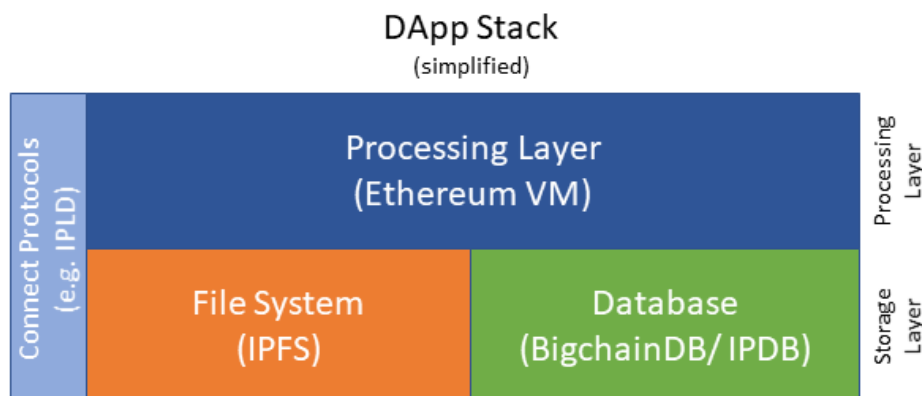 DApp Stack
(simplified)
Connect Protocols
(e.g. IPLD)
Processing Layer
(Ethereum VM)
Processsing
Layer
File System
(IPFS)
Database
(BigchainDB/ IPDB)
Storage
Layer